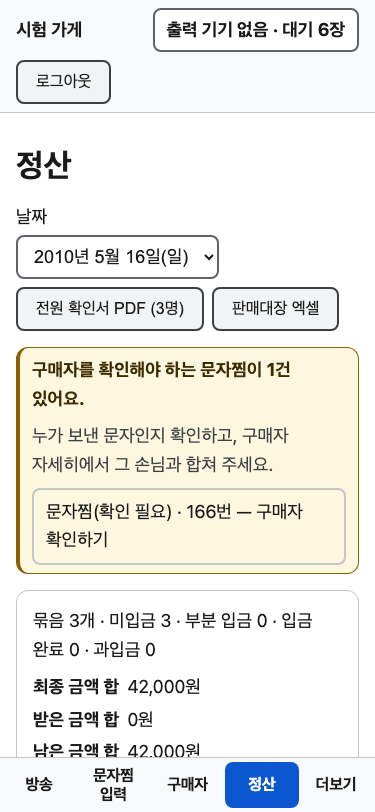 시험 가게
출력 기기 없음 · 대기 6장
로그아웃
정산
날짜
2010년 5월 16일(일)
전원 확인서 PDF (3명)
판매대장 엑셀
구매자를 확인해야 하는 문자찜이 1건
있어요.
누가 보낸 문자인지 확인하고, 구매자
자세히에서 그 손님과 합쳐 주세요.
문자찜(확인 필요) · 166번 — 구매자
확인하기
묶음 3개 · 미입금 3 · 부분 입금 0 · 입금
완료 0 · 과입금 0
최종 금액 합 42,000원
받은 금액 합 0원
남은 금액 합 42,000원
방송
문자찜
입력
구매자
정산
더보기